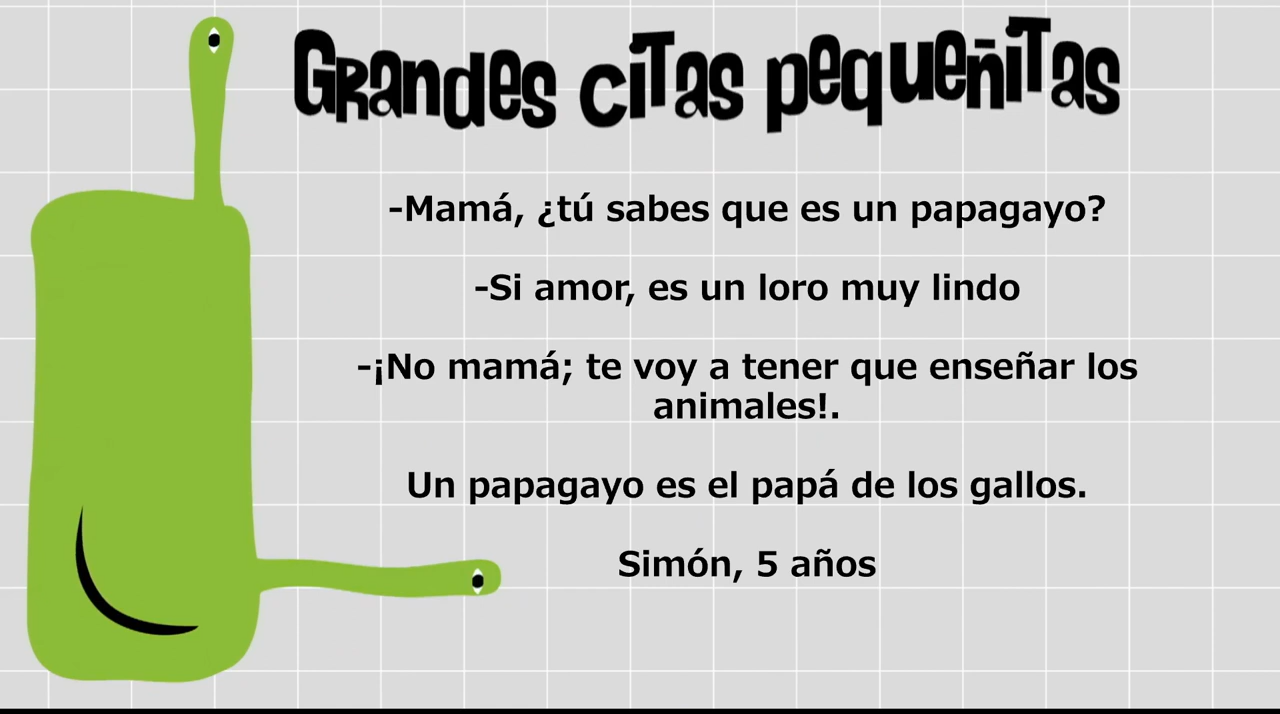 Grandes citas pequeñitas
-Mamá, ¿tú sabes que es un papagayo?
-Si amor, es un loro muy lindo
-¡No mamá; te voy a tener que enseñar los
animales!.
Un papagayo es el papá de los gallos.
Simón, 5 años